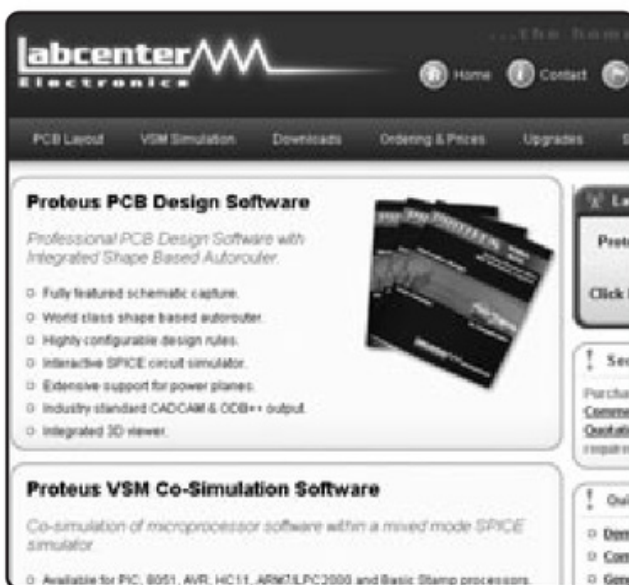 ...the home
labcenter
Electronics
Home
Contact
PCB Layout
VSM Simulation
Downloads
Ordering & Prices
Upgrades
Proteus PCB Design Software
Professional PCB Design Software with
Integrated Shape Based Autorouter.
Fully featured schematic capture.
World class shape based autorouter.
Highly configurable design rules.
Interactive SPICE circuit simulator.
Extensive support for power planes.
Industry standard CADCAM & ODB++ output.
Integrated 3D viewer.
Click
Proteus VSM Co-Simulation Software
Co-simulation of microprocessor software within a mixed mode SPICE
simulator.
Available for PIC, 8051, AVR, HC11, ARM7/LPC2000 and Basic Stamp processors.